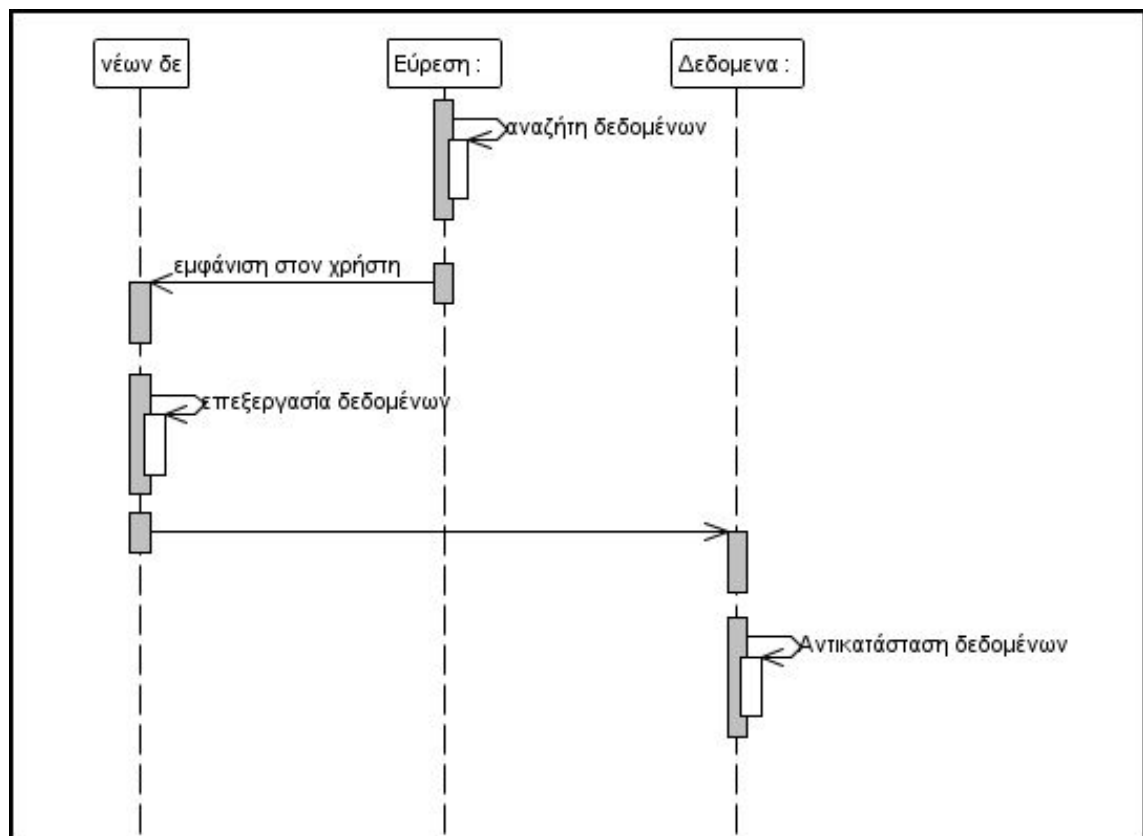 νέων δε
Εύρεση :
Δεδομενα :
αναζήτη δεδομένων
εμφάνιση στον χρήστη
επεξεργασία δεδομένων
Αντικατάσταση δεδομένων